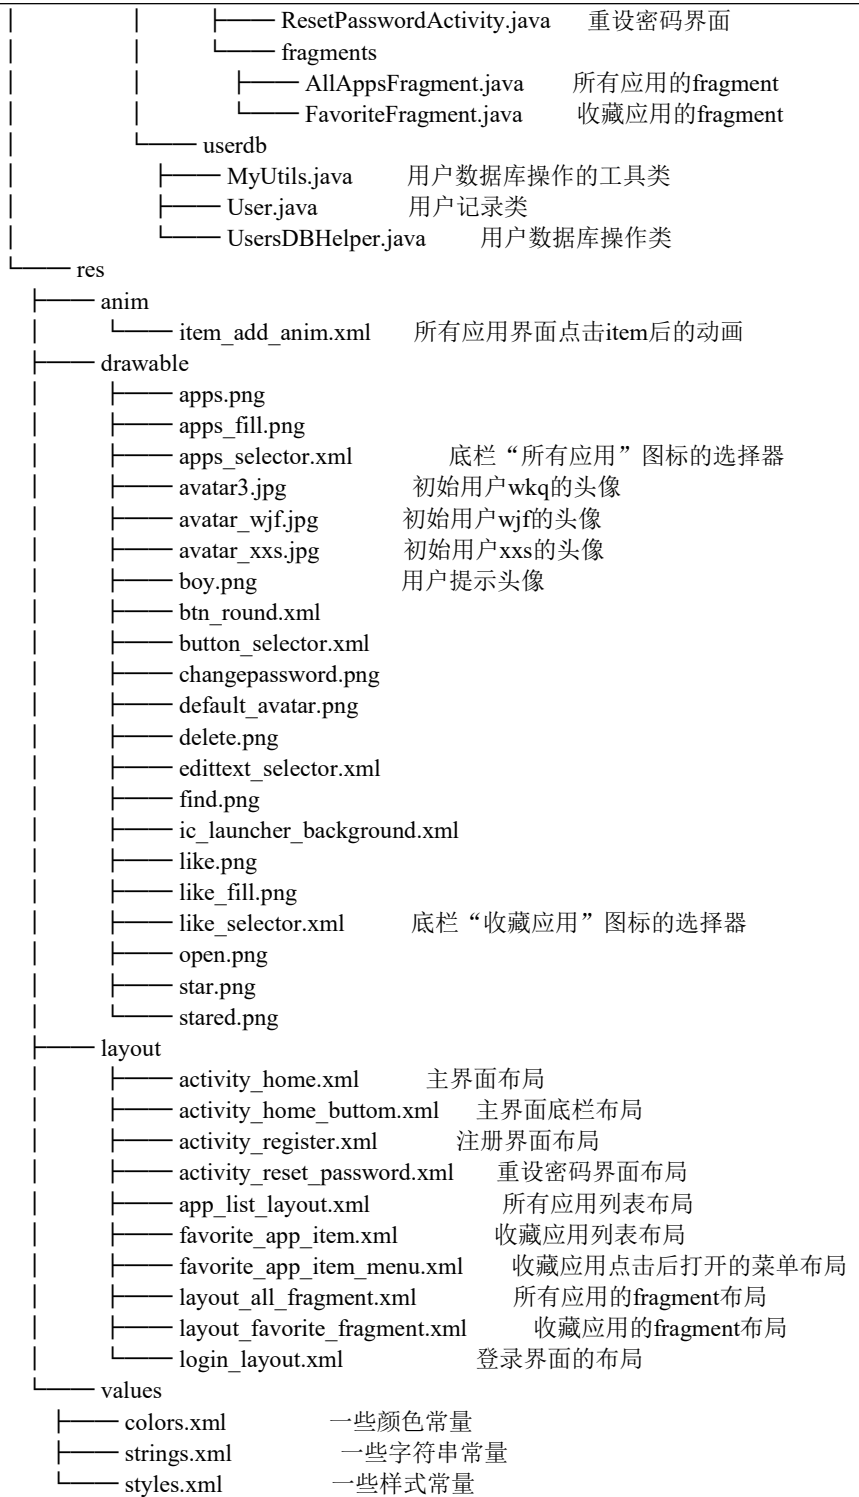 ResetPasswordActivity.java 重设密码界面
fragments
AllAppsFragment.java 所有应用的fragment
FavoriteFragment.java 收藏应用的fragment
userdb
MyUtils.java 用户数据库操作的工具类
User.java 用户记录类
UsersDBHelper.java 用户数据库操作类
res
anim
item_add_anim.xml 所有应用界面点击item后的动画
drawable
apps.png
apps_fill.png
apps_selector.xml 底栏“所有应用”图标的选择器
avatar3.jpg 初始用户wkq的头像
avatar_wjf.jpg 初始用户wjf的头像
avatar_xxs.jpg 初始用户xxs的头像
boy.png 用户提示头像
btn_round.xml
button_selector.xml
changepassword.png
default_avatar.png
delete.png
edittext_selector.xml
find.png
ic_launcher_background.xml
like.png
like_fill.png
like_selector.xml 底栏“收藏应用”图标的选择器
open.png
star.png
stared.png
layout
activity_home.xml 主界面布局
activity_home_buttom.xml 主界面底栏布局
activity_register.xml 注册界面布局
activity_reset_password.xml 重设密码界面布局
app_list_layout.xml 所有应用列表布局
favorite_app_item.xml 收藏应用列表布局
favorite_app_item_menu.xml 收藏应用点击后打开的菜单布局
layout_all_fragment.xml 所有应用的fragment布局
layout_favorite_fragment.xml 收藏应用的fragment布局
login_layout.xml 登录界面的布局
values
colors.xml 一些颜色常量
strings.xml 一些字符串常量
styles.xml 一些样式常量